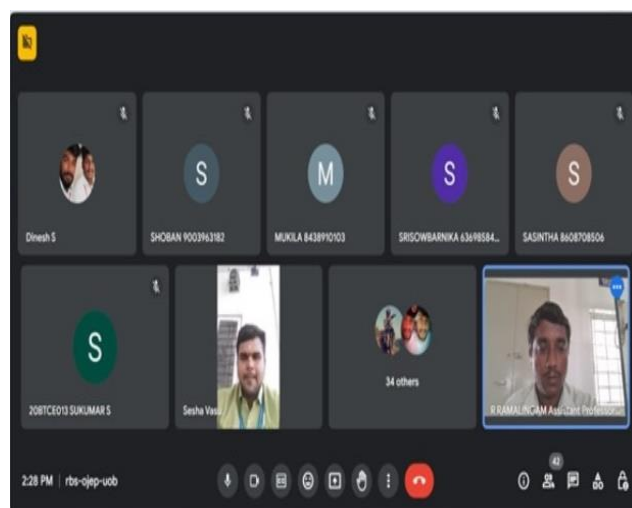 Dinesh S
S
SHOBAN 9003963182
M
MUKILA 8438910103
S
SRISOWBARNIKA 63698584...
S
SASINTHA 8608708506
S
20BTCE013 SUKUMAR S
Sesha Vasu
34 others
R RAMALINGAM Assistant Professor...
2:28 PM | rbs-ojep-uob
42